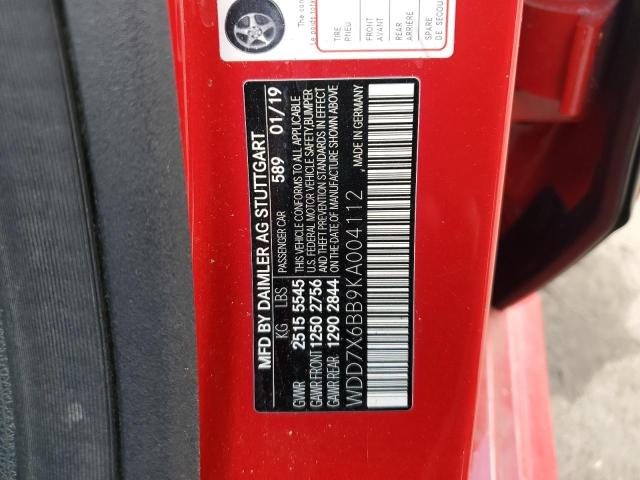 Le poids total
TIRE
PNEU
FRONT
AVANT
REAR
ARRIERE
SPARE
DE SECOU
MFD BY DAIMLER AG STUTTGART
KG LBS PASSENGER CAR 589 01/19
GVWR 2515 5545 THIS VEHICLE CONFORMS TO ALL APPLICABLE
GAWR FRONT 1250 2756 U.S. FEDERAL MOTOR VEHICLE SAFETY, BUMPER
GAWR REAR 1290 2844 AND THEFT PREVENTION STANDARDS IN EFFECT
ON THE DATE OF MANUFACTURE SHOWN ABOVE
WDD7X6BB9KA004112 MADE IN GERMANY